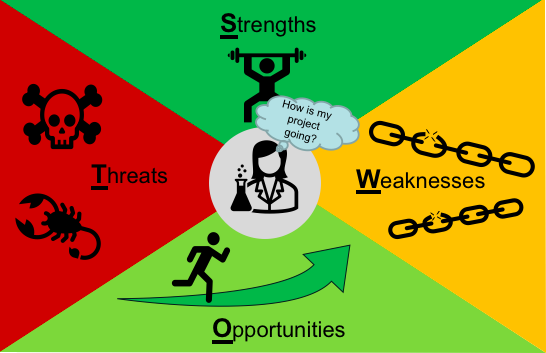 Strengths
How is my
project
going?
Threats
Weaknesses
Opportunities